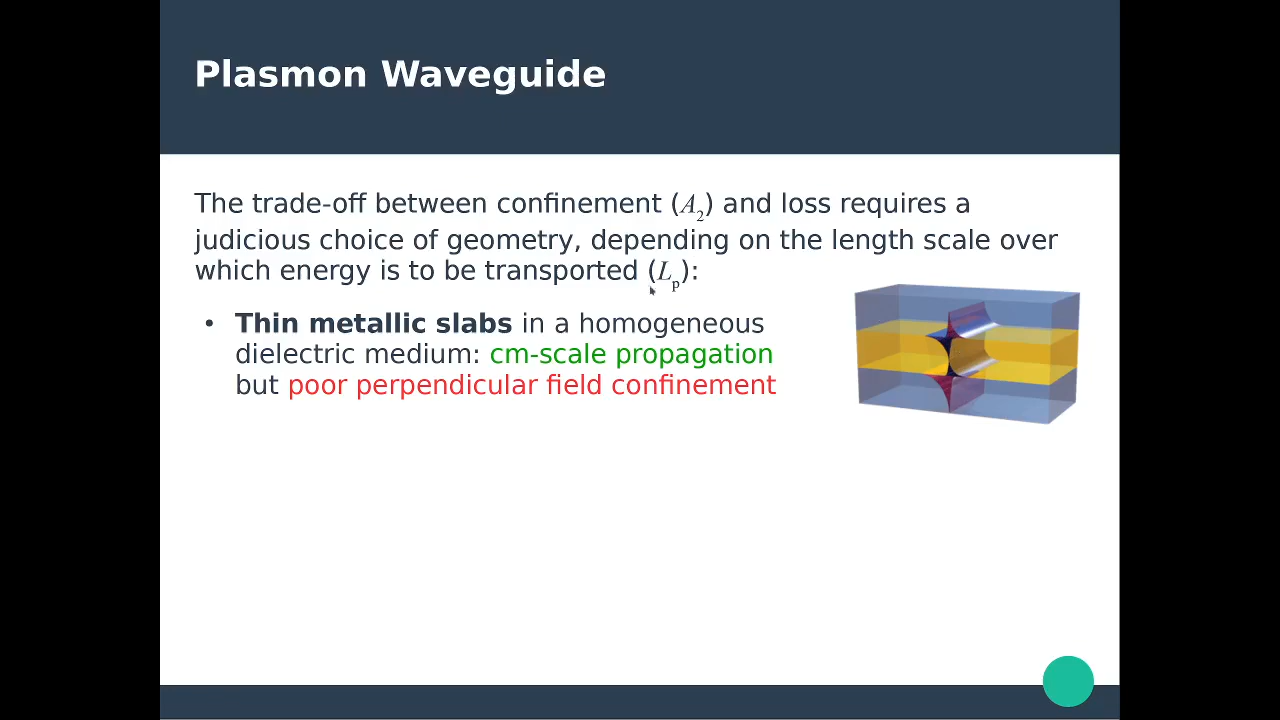 Plasmon Waveguide
The trade-off between confinement (A₂) and loss requires a
judicious choice of geometry, depending on the length scale over
which energy is to be transported (Lₚ):
• Thin metallic slabs in a homogeneous
dielectric medium: cm-scale propagation
but poor perpendicular field confinement